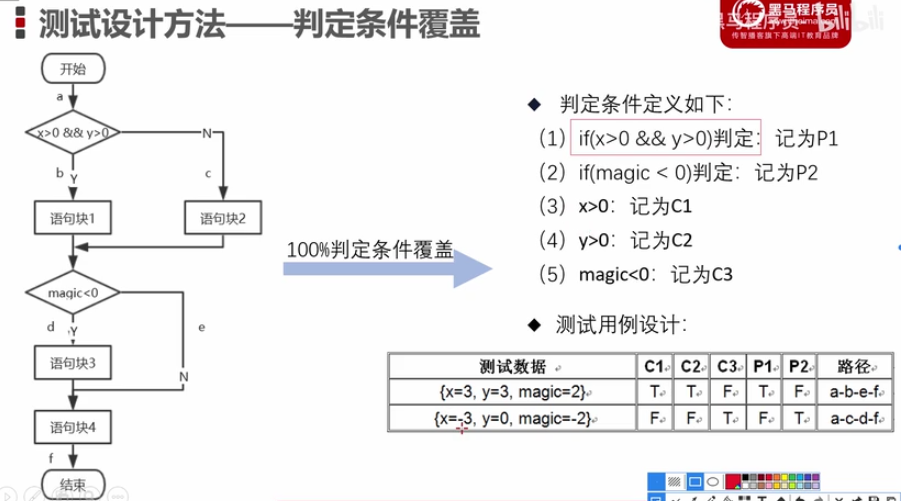 测试设计方法——判定条件覆盖
黑马程序员
bilibili
传智播客旗下高端IT教育品牌
开始
a
x>0 && y>0
N
b
Y
c
语句块1
语句块2
magic<0
d
Y
e
语句块3
N
语句块4
f
结束
100%判定条件覆盖
◆ 判定条件定义如下：
（1）if(x>0 && y>0)判定：记为P1
（2）if(magic < 0)判定：记为P2
（3）x>0：记为C1
（4）y>0：记为C2
（5）magic<0：记为C3
◆ 测试用例设计：
测试数据 C1 C2 C3 P1 P2 路径
{x=3, y=3, magic=2} T T F T F a-b-e-f
{x=-3, y=0, magic=-2} F F T F T a-c-d-f